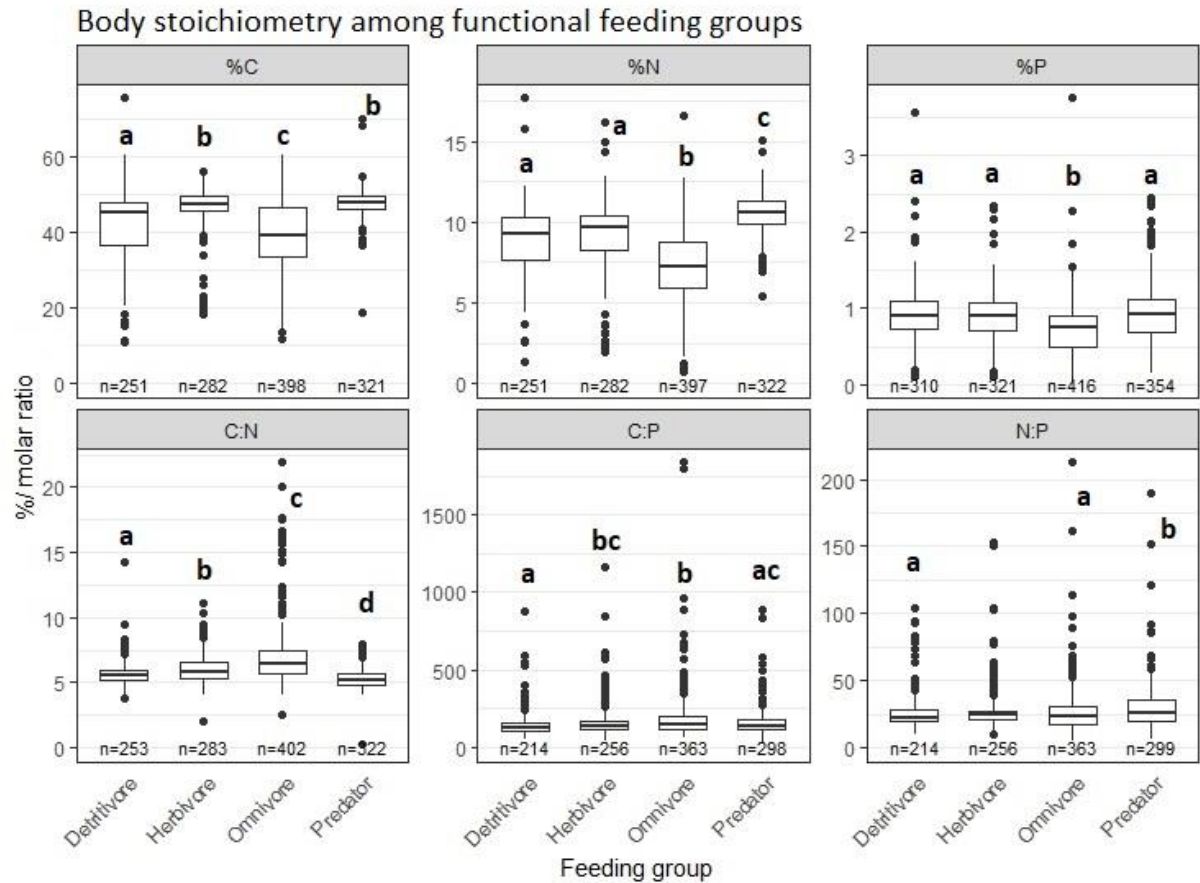 Body stoichiometry among functional feeding groups
%C
%N
%P
60
40
20
0
a
b
c
b
n=251
n=282
n=398
n=321
15
10
5
0
a
a
b
c
n=251
n=282
n=397
n=322
3
2
1
0
a
a
b
a
n=310
n=321
n=416
n=354
C:N
C:P
N:P
%/ molar ratio
20
15
10
5
0
a
b
c
d
n=253
n=283
n=402
n=322
1500
1000
500
0
a
bc
b
ac
n=214
n=256
n=363
n=298
200
150
100
50
0
a
a
b
n=214
n=256
n=363
n=299
Detritivore
Herbivore
Omnivore
Predator
Detritivore
Herbivore
Omnivore
Predator
Detritivore
Herbivore
Omnivore
Predator
Feeding group